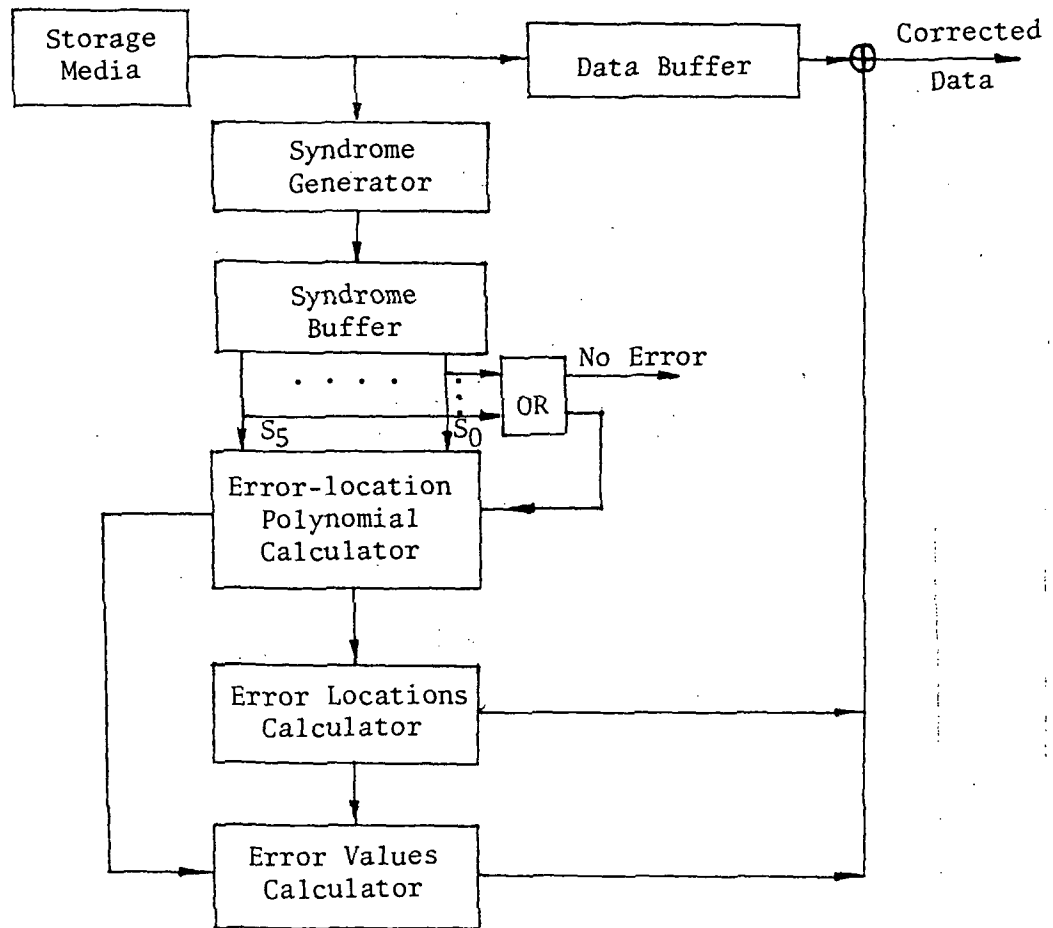 Storage
Media
Data Buffer
Corrected
Data
Syndrome
Generator
Syndrome
Buffer
No Error
OR
S5
S0
Error-location
Polynomial
Calculator
Error Locations
Calculator
Error Values
Calculator